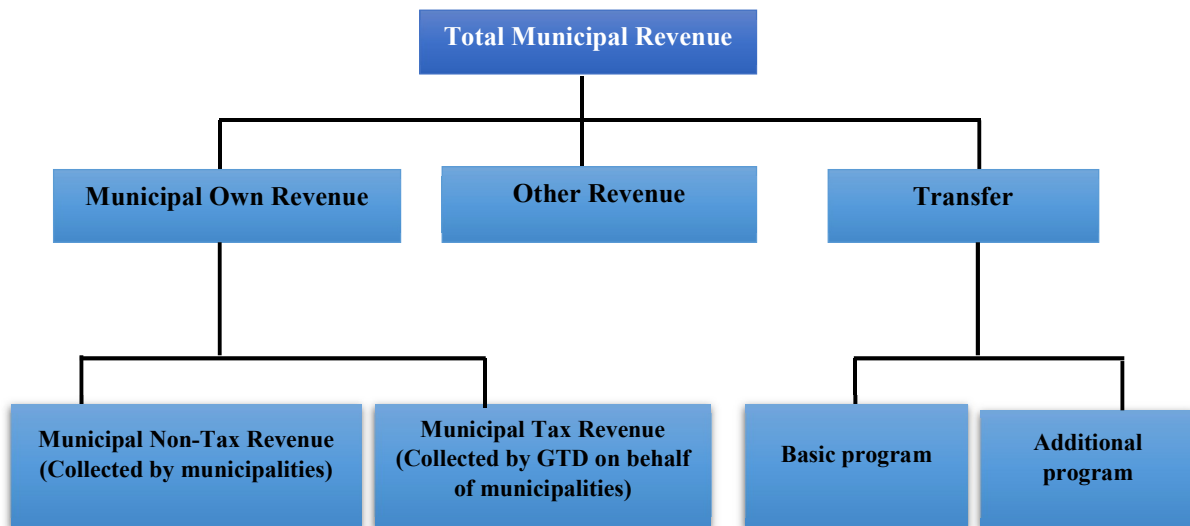 Total Municipal Revenue
Municipal Own Revenue
Other Revenue
Transfer
Municipal Non-Tax Revenue
(Collected by municipalities)
Municipal Tax Revenue
(Collected by GTD on behalf
of municipalities)
Basic program
Additional
program